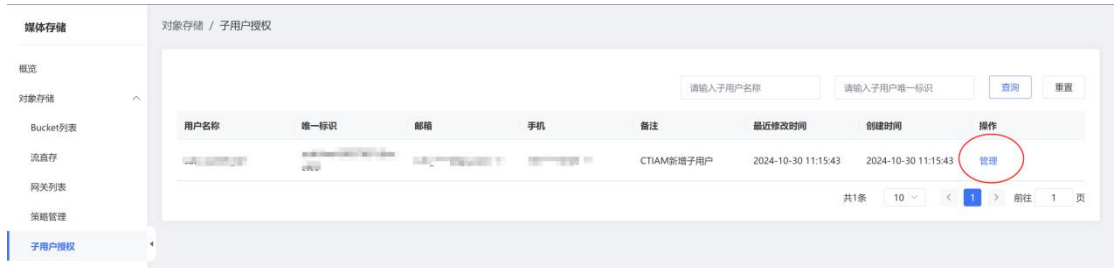 媒体存储
对象存储 / 子用户授权
概览
对象存储
Bucket列表
流直存
网关列表
策略管理
子用户授权
请输入子用户名称 请输入子用户唯一标识 查询 重置
用户名称 唯一标识 邮箱 手机 备注 最近修改时间 创建时间 操作
CTIAM新增子用户 2024-10-30 11:15:43 2024-10-30 11:15:43 管理
共1条 10 1 前往 1 页